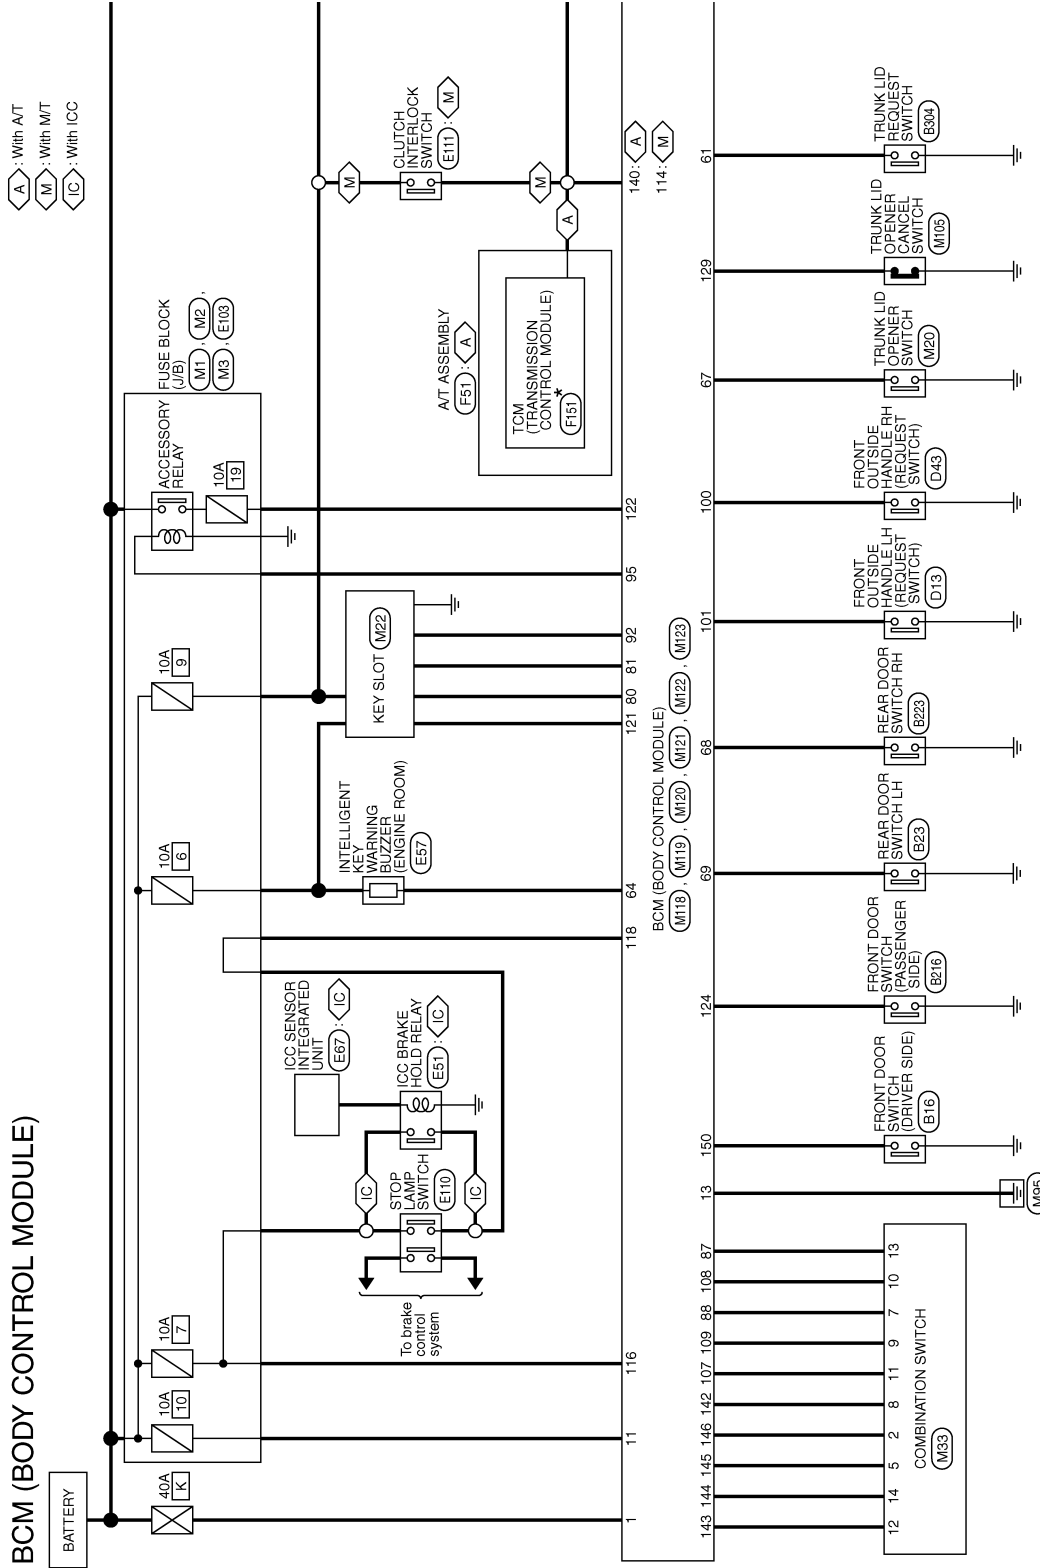 BCM (BODY CONTROL MODULE)
A : With A/T
M : With M/T
IC : With ICC
BATTERY
40A
K
10A
10
10A
7
10A
6
10A
9
ACCESSORY
RELAY
10A
19
FUSE BLOCK
(J/B)
M1 , M2 ,
M3 , E103
To brake
control
system
STOP
LAMP
SWITCH
E110
IC
IC
ICC SENSOR
INTEGRATED
UNIT
E67 : IC
ICC BRAKE
HOLD RELAY
E51 : IC
INTELLIGENT
KEY
WARNING
BUZZER
(ENGINE ROOM)
E57
KEY SLOT M22
A/T ASSEMBLY
F51 : A
TCM
(TRANSMISSION
CONTROL MODULE)
F151 *
CLUTCH
INTERLOCK
SWITCH
E111 : M
M
M
A
1
11
116
118
64
121
80
81
92
95
122
140: A
114: M
BCM (BODY CONTROL MODULE)
M118 , M119 , M120 , M121 , M122 , M123
143
144
145
146
142
107
109
88
108
87
13
150
124
69
68
101
100
67
129
61
12
14
5
2
8
11
9
7
10
13
COMBINATION SWITCH
M33
M95
FRONT DOOR
SWITCH
(DRIVER SIDE)
B16
FRONT DOOR
SWITCH
(PASSENGER
SIDE)
B216
REAR DOOR
SWITCH LH
B23
REAR DOOR
SWITCH RH
B223
FRONT
OUTSIDE
HANDLE LH
(REQUEST
SWITCH)
D13
FRONT
OUTSIDE
HANDLE RH
(REQUEST
SWITCH)
D43
TRUNK LID
OPENER
SWITCH
M20
TRUNK LID
OPENER
CANCEL
SWITCH
M105
TRUNK LID
REQUEST
SWITCH
B304